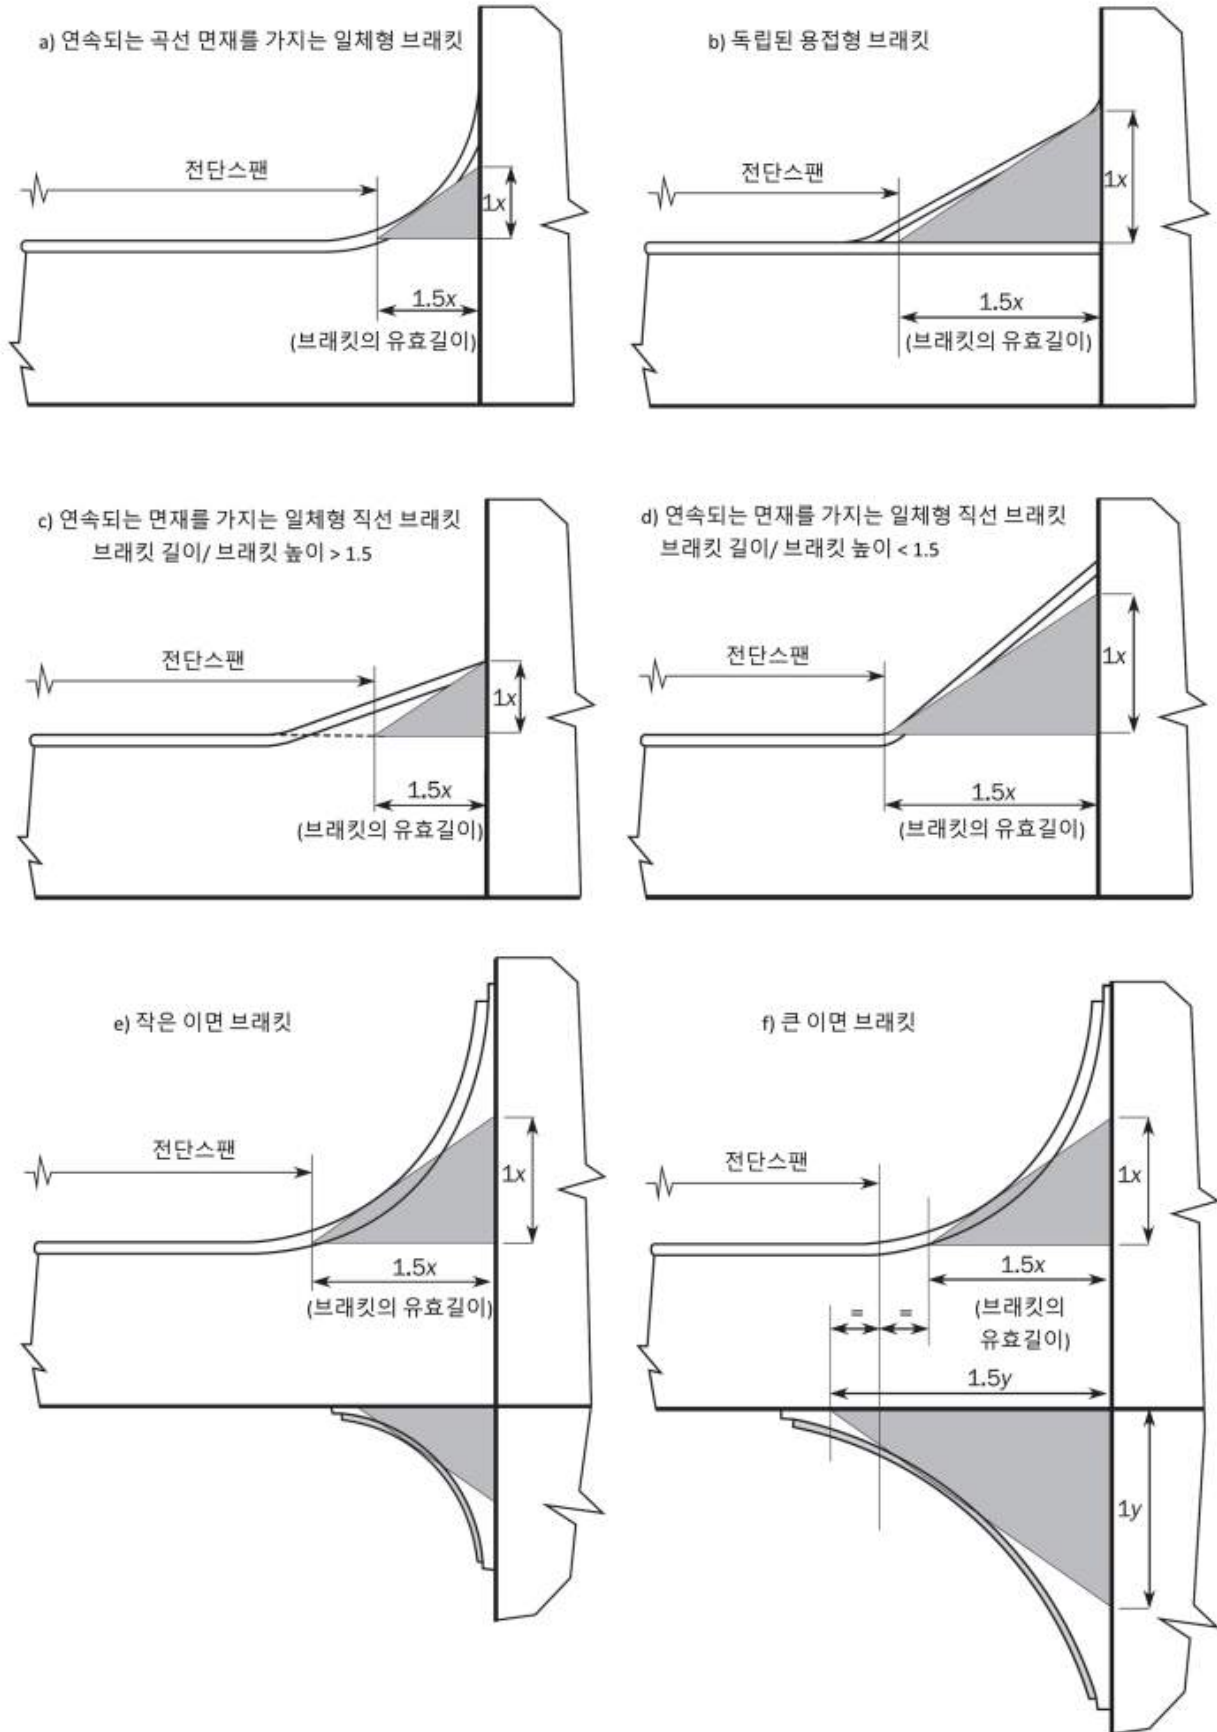 a) 연속되는 곡선 면재를 가지는 일체형 브래킷
전단스팬
1x
1.5x
(브래킷의 유효길이)
b) 독립된 용접형 브래킷
전단스팬
1x
1.5x
(브래킷의 유효길이)
c) 연속되는 면재를 가지는 일체형 직선 브래킷
브래킷 길이/ 브래킷 높이 > 1.5
전단스팬
1x
1.5x
(브래킷의 유효길이)
d) 연속되는 면재를 가지는 일체형 직선 브래킷
브래킷 길이/ 브래킷 높이 < 1.5
전단스팬
1x
1.5x
(브래킷의 유효길이)
e) 작은 이면 브래킷
전단스팬
1x
1.5x
(브래킷의 유효길이)
f) 큰 이면 브래킷
전단스팬
1x
1.5x
(브래킷의
유효길이)
= =
1.5y
1y